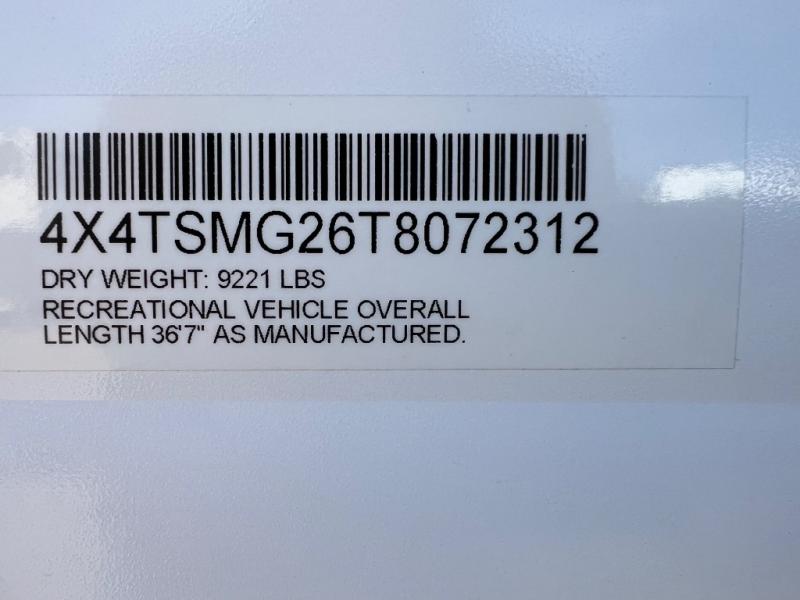 4X4TSMG26T8072312
DRY WEIGHT: 9221 LBS
RECREATIONAL VEHICLE OVERALL
LENGTH 36'7" AS MANUFACTURED.